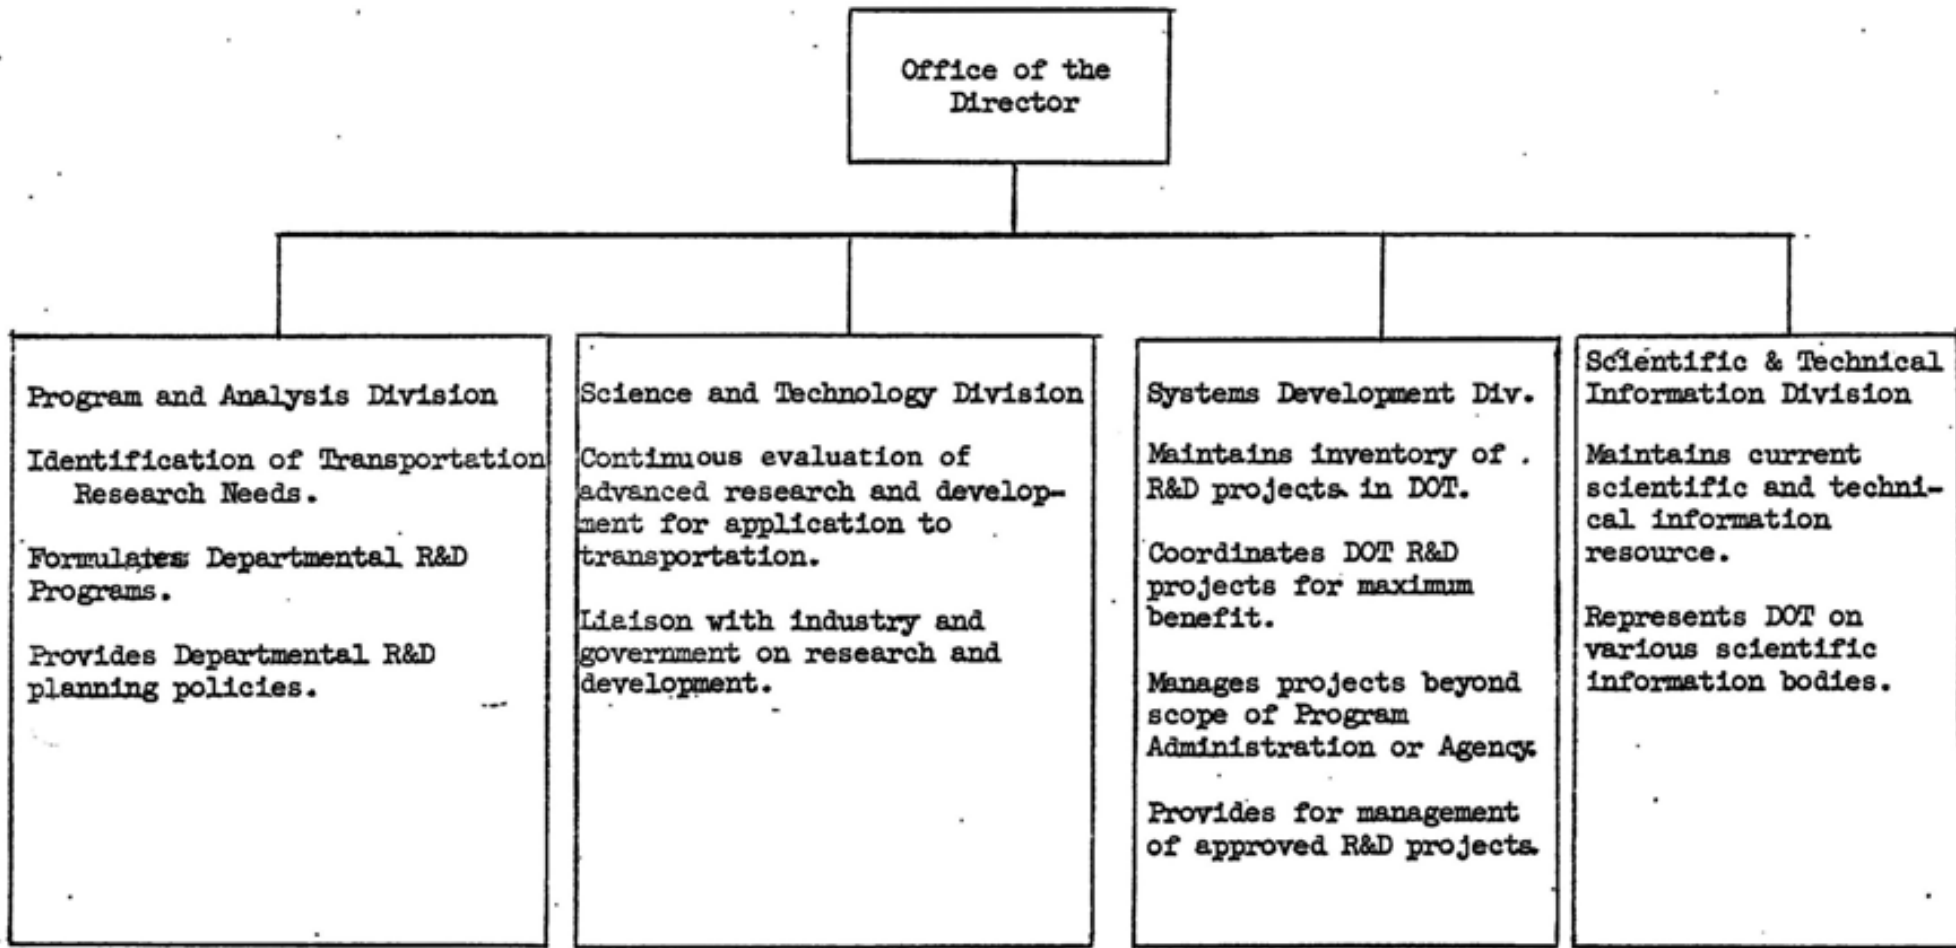 Office of the
Director
Program and Analysis Division
Identification of Transportation
Research Needs.
Formulates Departmental R&D
Programs.
Provides Departmental R&D
planning policies.
Science and Technology Division
Continuous evaluation of
advanced research and develop-
ment for application to
transportation.
Liaison with industry and
government on research and
development.
Systems Development Div.
Maintains inventory of
R&D projects in DOT.
Coordinates DOT R&D
projects for maximum
benefit.
Manages projects beyond
scope of Program
Administration or Agency.
Provides for management
of approved R&D projects.
Scientific & Technical
Information Division
Maintains current
scientific and techni-
cal information
resource.
Represents DOT on
various scientific
information bodies.